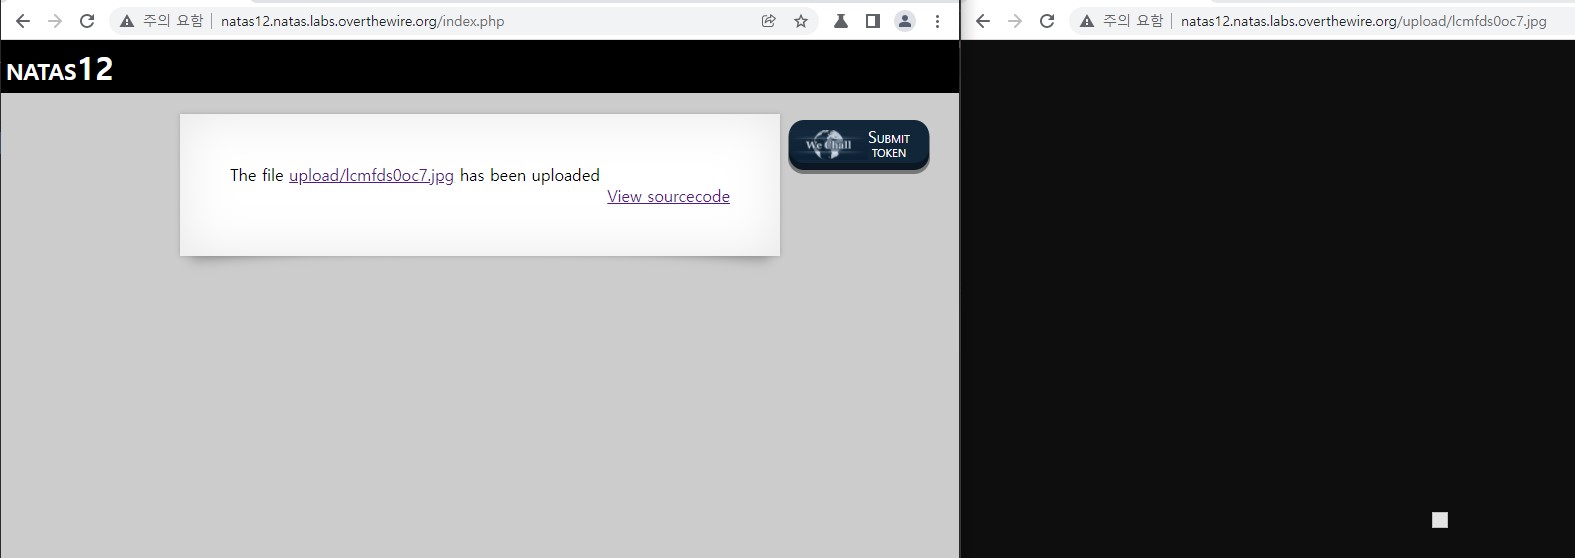 주의 요함 natas12.natas.labs.overthewire.org/index.php
NATAS12
The file upload/lcmfds0oc7.jpg has been uploaded
View sourcecode
We Chall
SUBMIT
TOKEN
주의 요함 natas12.natas.labs.overthewire.org/upload/lcmfds0oc7.jpg